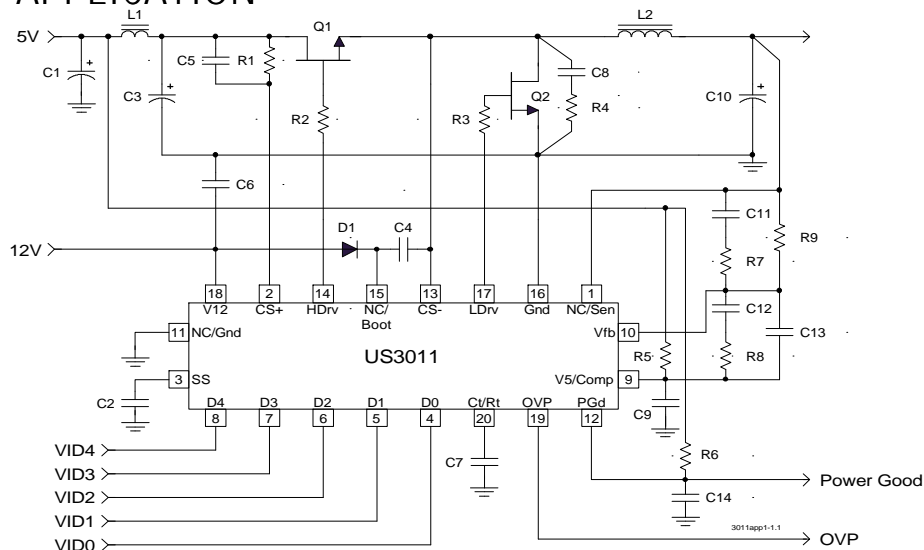 APPLICATION
L1
Q1
L2
5V
C1
C3
C5
R1
R2
R3
Q2
C8
R4
C10
C6
12V
D1
C4
C11
R9
R7
C12
C13
R8
R5
18 2 14 15 13 17 16 1
V12 CS+ HDrv NC/Boot CS- LDrv Gnd NC/Sen
11 NC/Gnd
Vfb 10
US3011
3 SS
V5/Comp 9
C2
D4 D3 D2 D1 D0 Ct/Rt OVP PGd
8 7 6 5 4 20 19 12
C9
VID4
VID3
VID2
VID1
VID0
C7
R6
C14
Power Good
3011app1-1.1
OVP